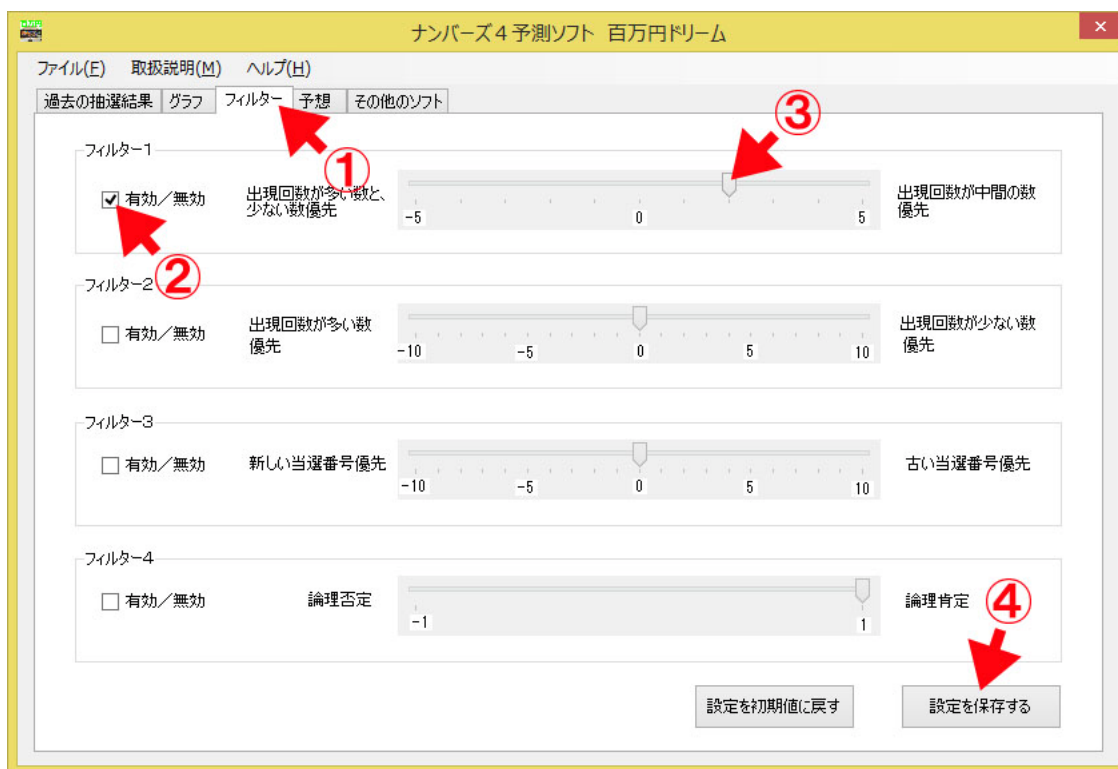 ナンバーズ4予測ソフト 百万円ドリーム
ファイル(F) 取扱説明(M) ヘルプ(H)
過去の抽選結果 グラフ フィルター 予想 その他のソフト
①
③
フィルター1
有効/無効
②
出現回数が多い数と、
少ない数優先
-5 0 5
出現回数が中間の数
優先
フィルター2
有効/無効
出現回数が多い数
優先
-10 -5 0 5 10
出現回数が少ない数
優先
フィルター3
有効/無効 新しい当選番号優先
-10 -5 0 5 10
古い当選番号優先
フィルター4
有効/無効 論理否定
-1 1
論理肯定
④
設定を初期値に戻す 設定を保存する